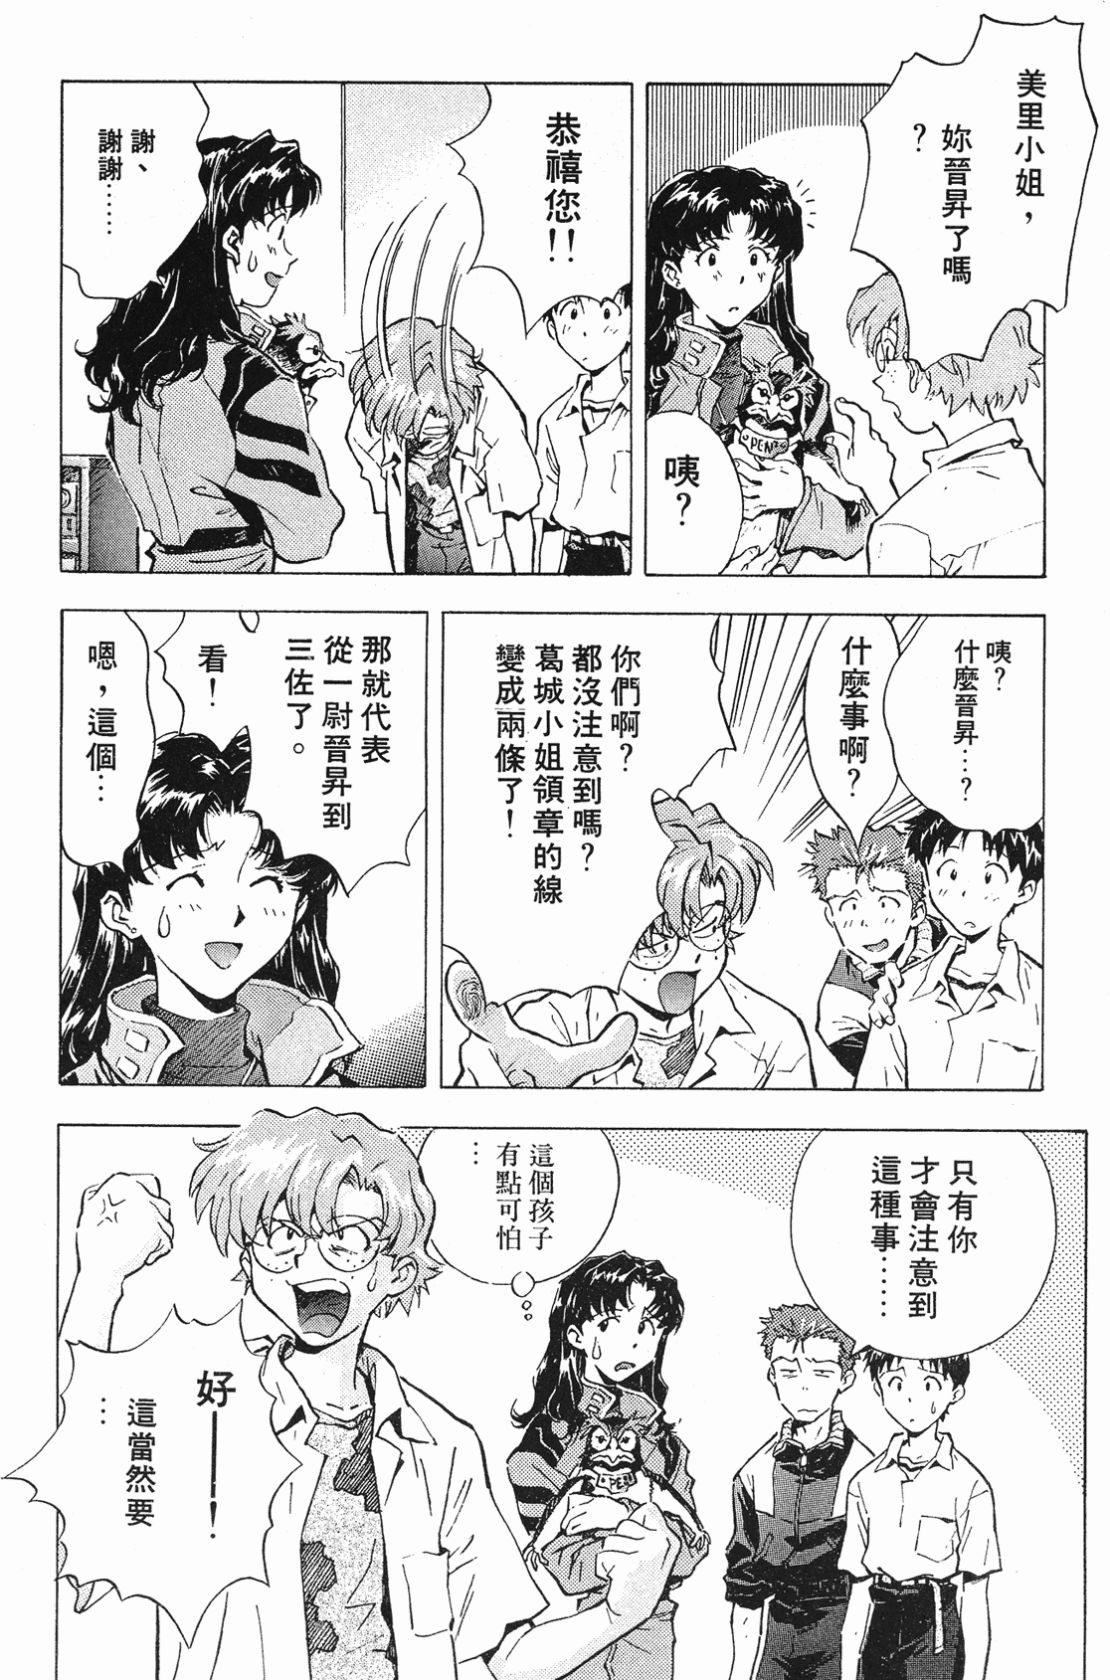 美里小姐，
妳晉昇了嗎
？
咦？
PEN²
恭禧您!!
謝、
謝謝……
咦？
什麼晉昇…？
什麼事啊？
你們啊？
都沒注意到嗎？
葛城小姐領章的線
變成兩條了！
那就代表
從一尉晉昇到
三佐了。
看！
嗯，這個…
只有你
才會注意到
這種事……
這個孩子
有點可怕
…
PEN
好——！
這當然要
…